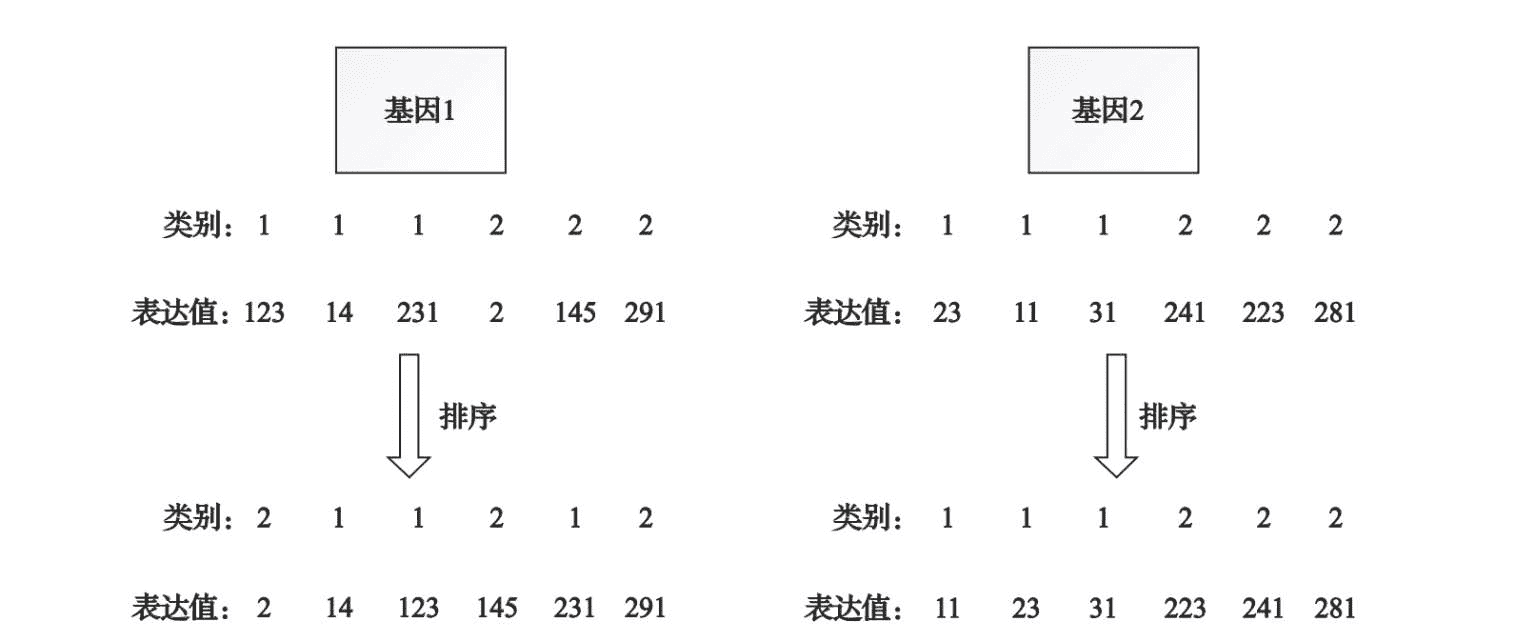 基因1
基因2
类别：1 1 1 2 2 2
类别：1 1 1 2 2 2
表达值：123 14 231 2 145 291
表达值：23 11 31 241 223 281
排序
排序
类别：2 1 1 2 1 2
类别：1 1 1 2 2 2
表达值：2 14 123 145 231 291
表达值：11 23 31 223 241 281